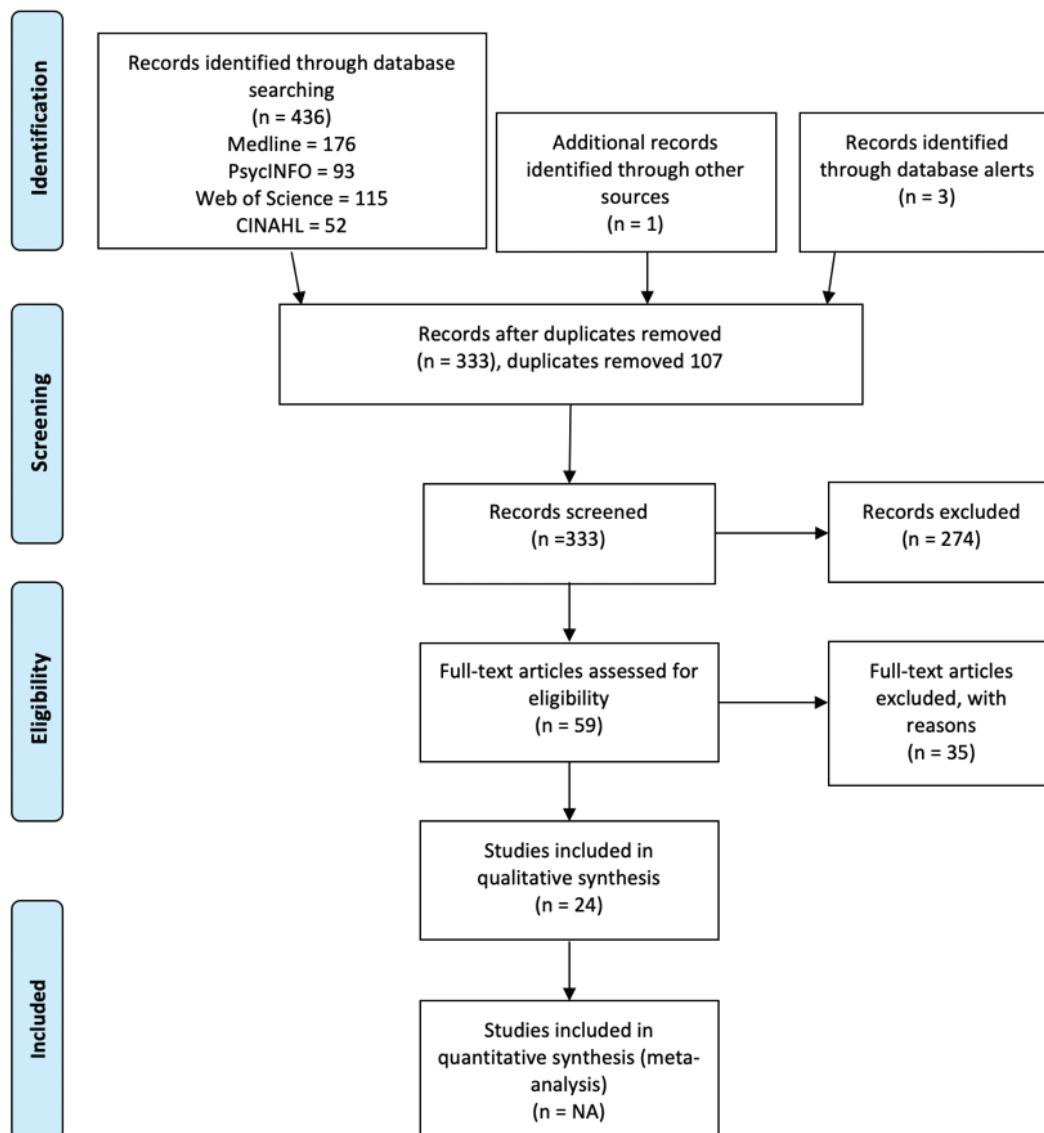 Identification
Records identified through database
searching
(n = 436)
Medline = 176
PsycINFO = 93
Web of Science = 115
CINAHL = 52
Additional records
identified through other
sources
(n = 1)
Records identified
through database alerts
(n = 3)
Screening
Records after duplicates removed
(n = 333), duplicates removed 107
Records screened
(n =333)
Records excluded
(n = 274)
Eligibility
Full-text articles assessed for
eligibility
(n = 59)
Full-text articles
excluded, with
reasons
(n = 35)
Studies included in
qualitative synthesis
(n = 24)
Included
Studies included in
quantitative synthesis (meta-
analysis)
(n = NA)